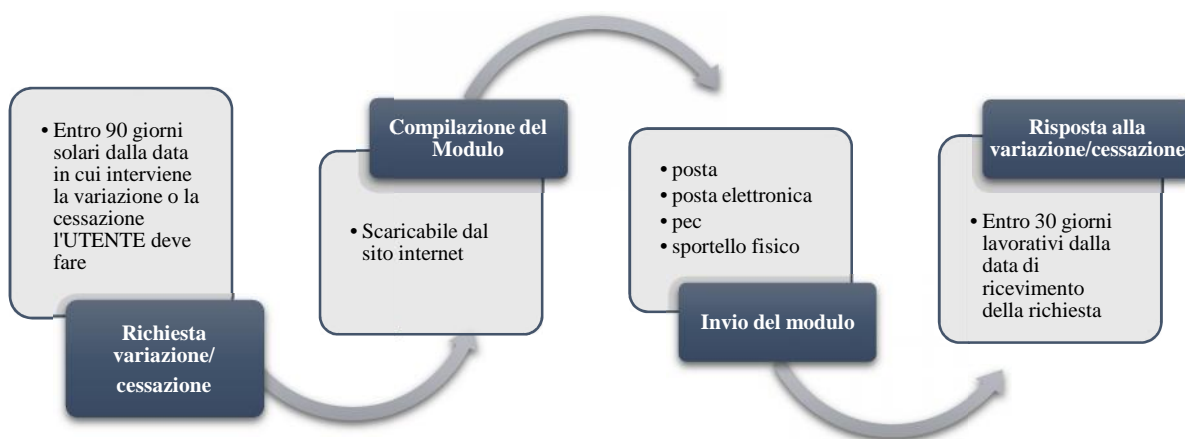 • Entro 90 giorni
solari dalla data
in cui interviene
la variazione o la
cessazione
l'UTENTE deve
fare
Richiesta
variazione/
cessazione
Compilazione del
Modulo
• Scaricabile dal
sito internet
• posta
• posta elettronica
• pec
• sportello fisico
Invio del modulo
Risposta alla
variazione/cessazione
• Entro 30 giorni
lavorativi dalla
data di
ricevimento
della richiesta